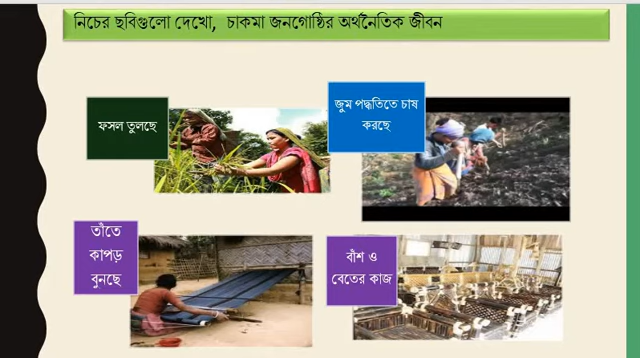 নিচের ছবিগুলো দেখো, চাকমা জনগোষ্ঠির অর্থনৈতিক জীবন
ফসল তুলছে
জুম পদ্ধতিতে চাষ
করছে
তাঁতে
কাপড়
বুনছে
বাঁশ ও
বেতের কাজ